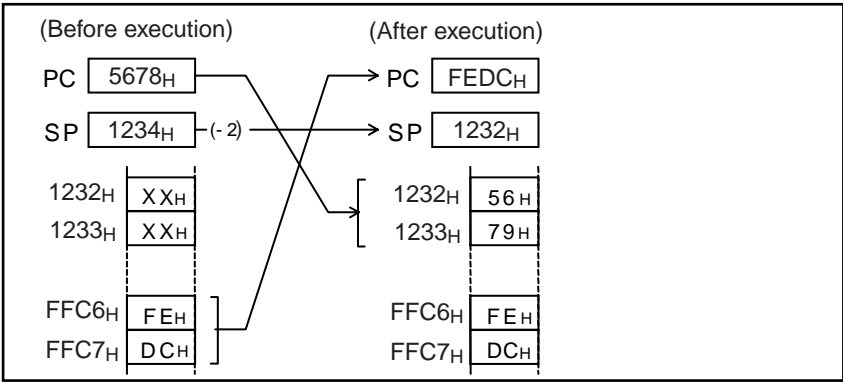 (Before execution) (After execution)
PC 5678H PC FEDCH
SP 1234H (- 2) SP 1232H
1232H XXH 1232H 56H
1233H XXH 1233H 79H
FFC6H FEH FFC6H FEH
FFC7H DCH FFC7H DCH